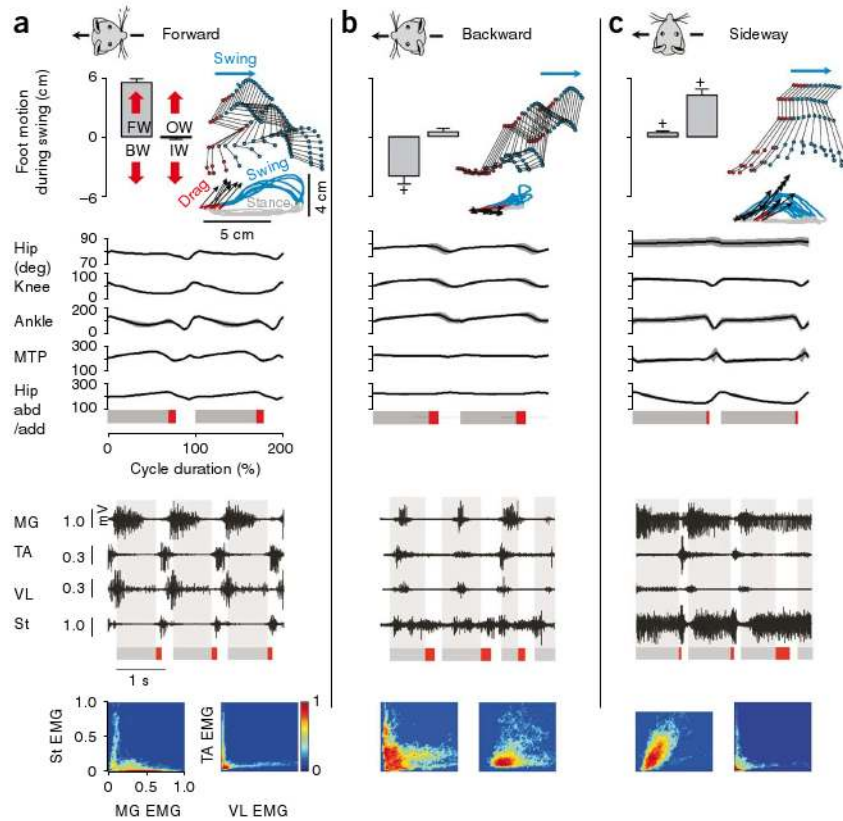 a
Forward
b
Backward
c
Sideway
Foot motion
during swing (cm)
6
0
−6
FW
OW
BW
IW
Swing
Drag
Swing
Stance
4 cm
5 cm
+
+
+
Hip
(deg)
90
70
Knee
100
0
Ankle
200
0
MTP
300
100
Hip
abd
/add
300
100
0
100
200
Cycle duration (%)
MG
1.0
mV
TA
0.3
VL
0.3
St
1.0
1 s
St EMG
1.0
0.5
0
0
0.5
1.0
MG EMG
TA EMG
VL EMG
1
0